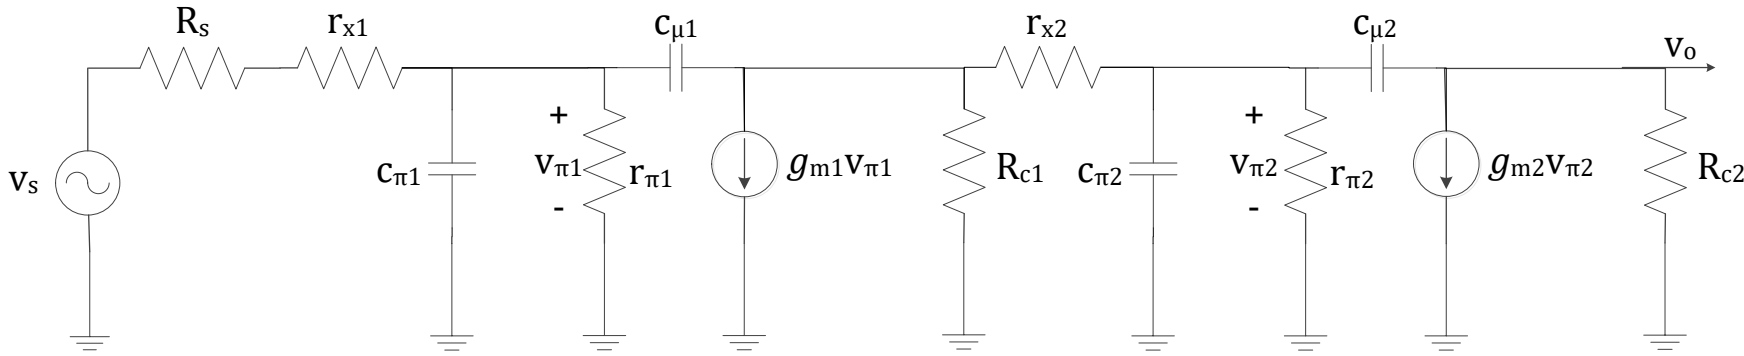 Rs
rx1
cμ1
rx2
cμ2
vo
+
+
vs
cπ1
vπ1
rπ1
gm1vπ1
Rc1
cπ2
vπ2
rπ2
gm2vπ2
Rc2
-
-